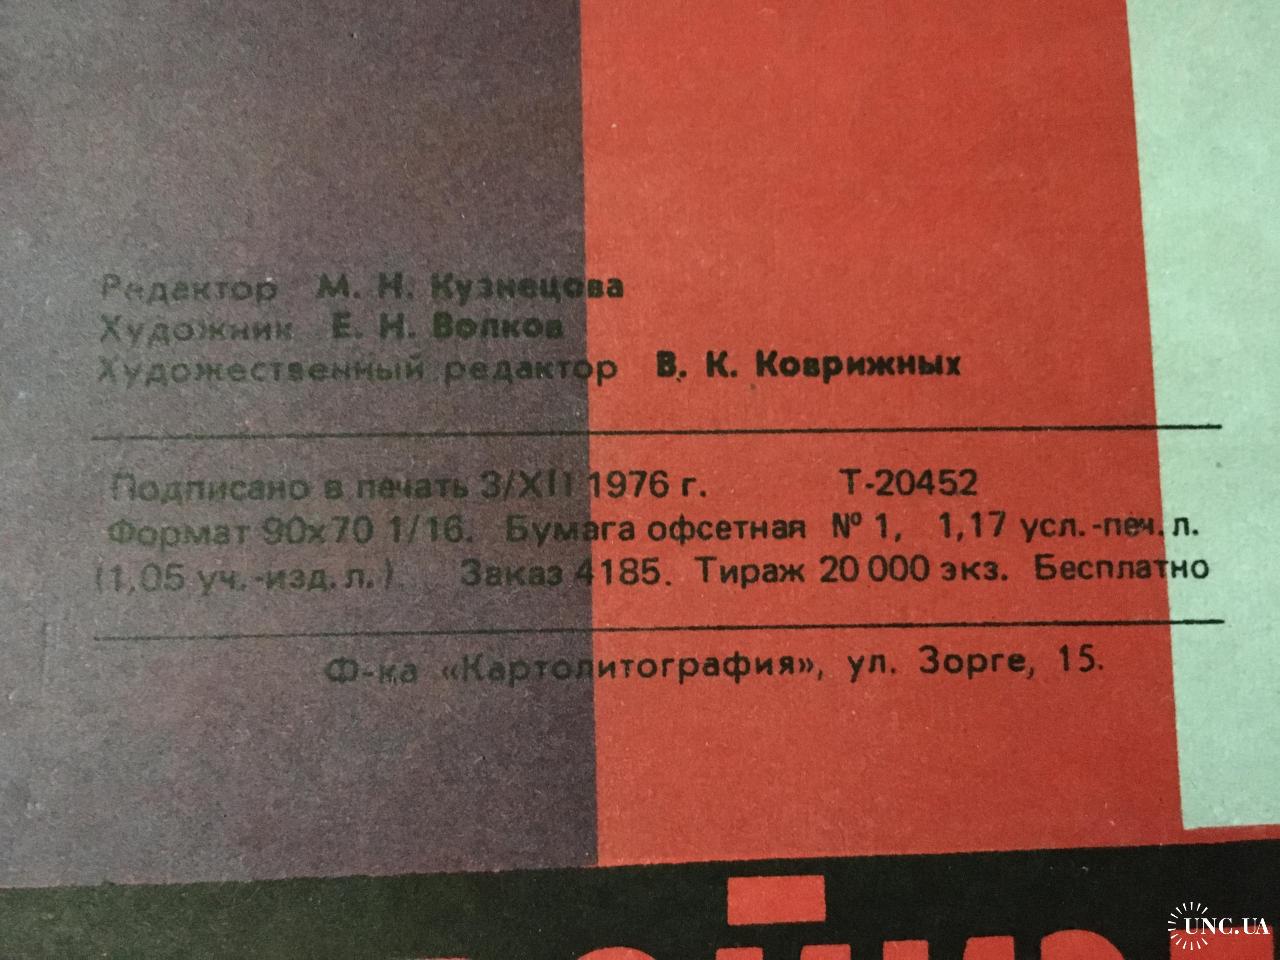 Редактор М. Н. Кузнецова
Художник Е. Н. Волков
Художественный редактор В. К. Коврижных
Подписано в печать 3/XII 1976 г. Т-20452
Формат 90х70 1/16. Бумага офсетная № 1, 1,17 усл.-печ. л.
(1,05 уч.-изд. л.) Заказ 4185. Тираж 20 000 экз. Бесплатно
Ф-ка «Картолитография», ул. Зорге, 15.
UNC.UA